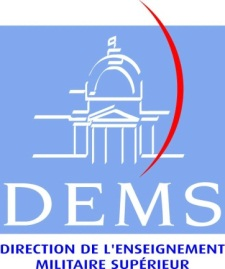 DEMS
DIRECTION DE L'ENSEIGNEMENT
MILITAIRE SUPÉRIEUR